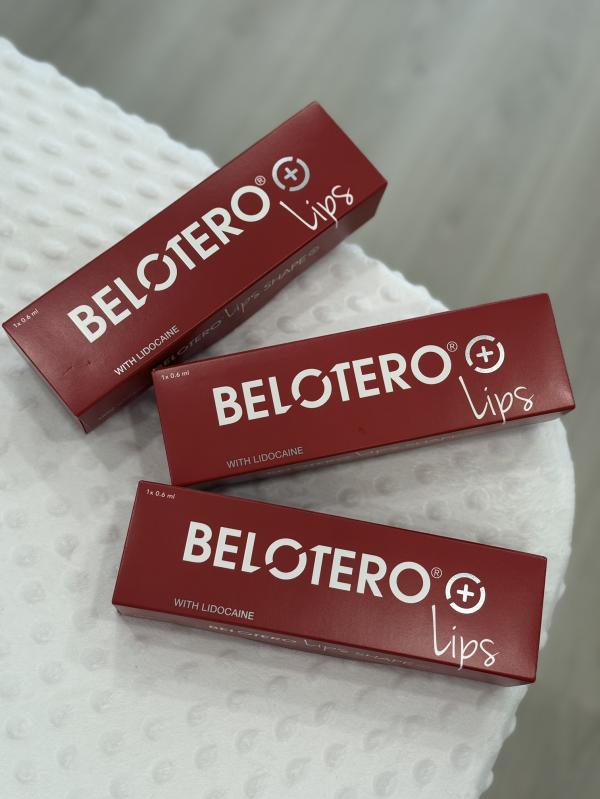 BELOTERO® +
Lips
1x 0.6 ml
WITH LIDOCAINE
BELOTERO Lips SHAPE
BELOTERO® +
Lips
1x 0.6 ml
WITH LIDOCAINE
1x 0.6 ml
BELOTERO® +
Lips
WITH LIDOCAINE
BELOTERO Lips SHAPE